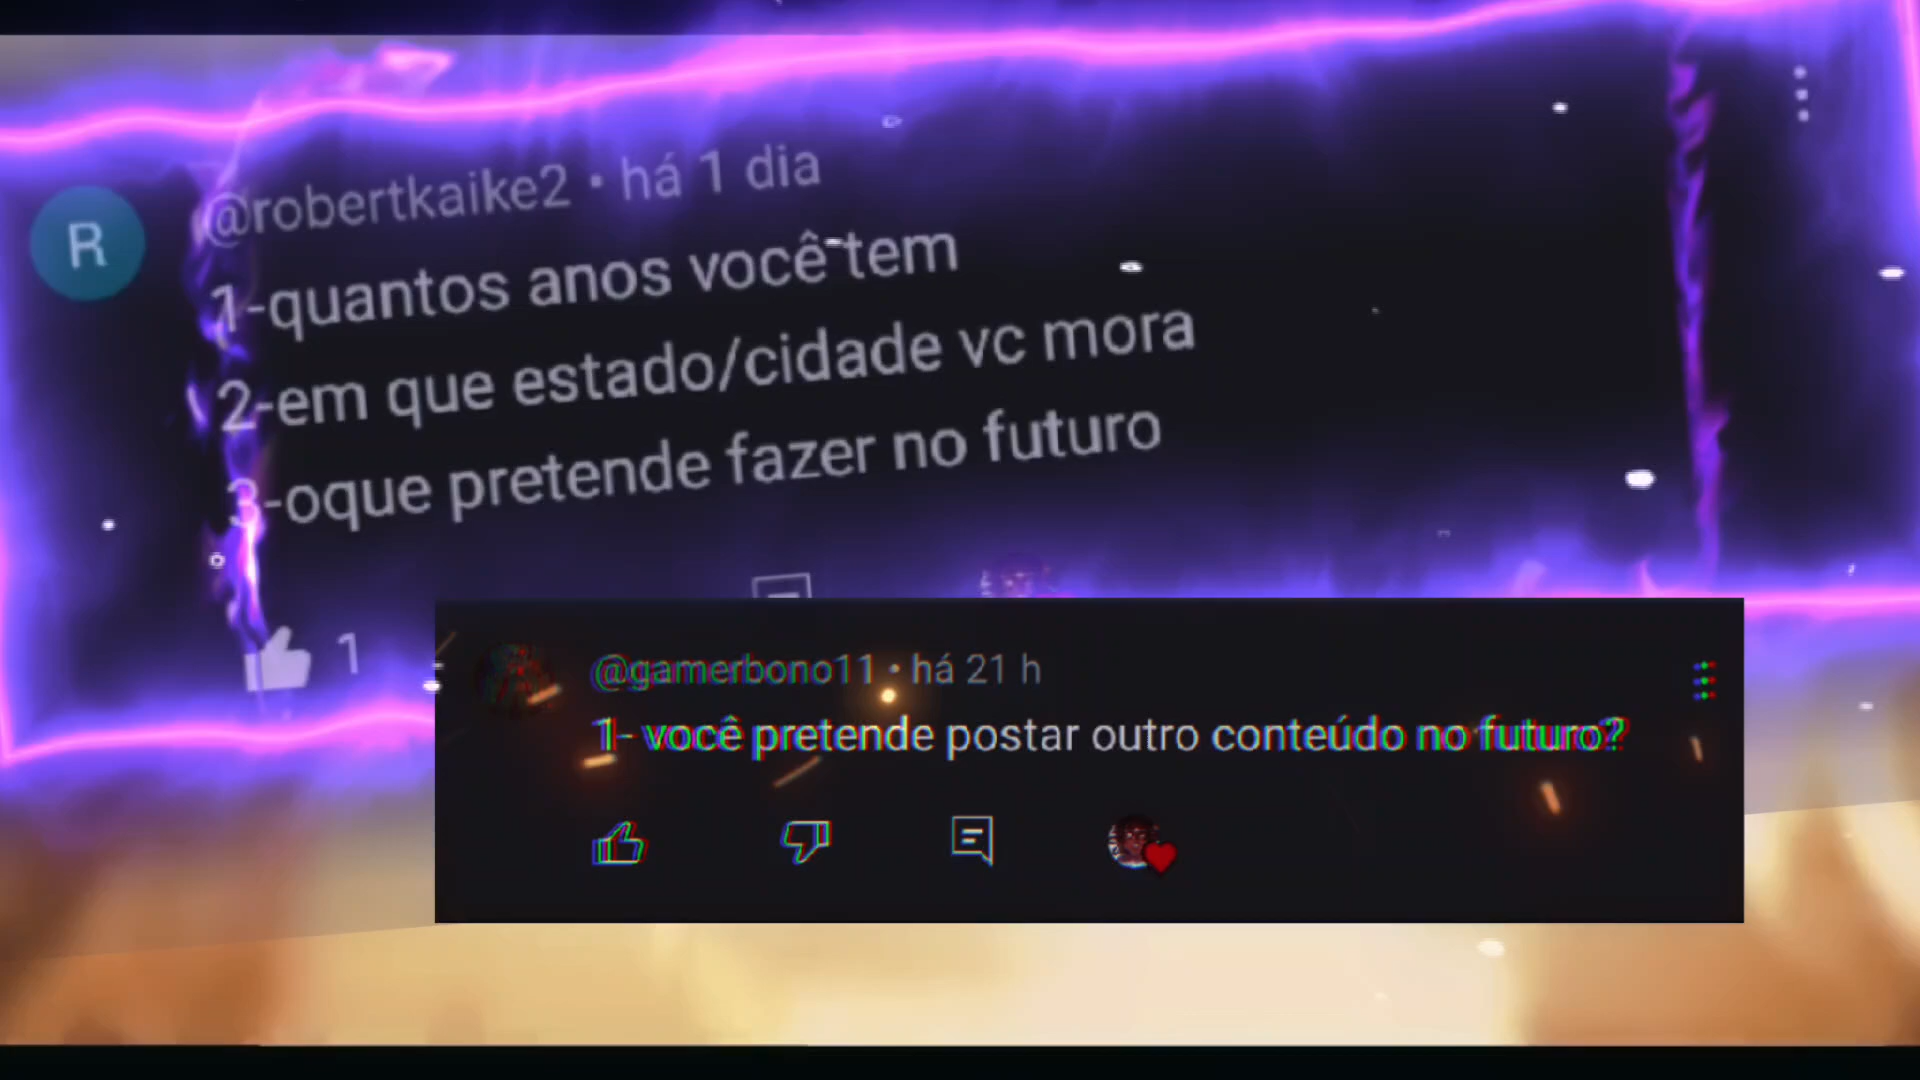 R
@robertkaike2 • há 1 dia
1-quantos anos você tem
2-em que estado/cidade vc mora
3-oque pretende fazer no futuro
1
@gamerbono11 • há 21 h
1- você pretende postar outro conteúdo no futuro?